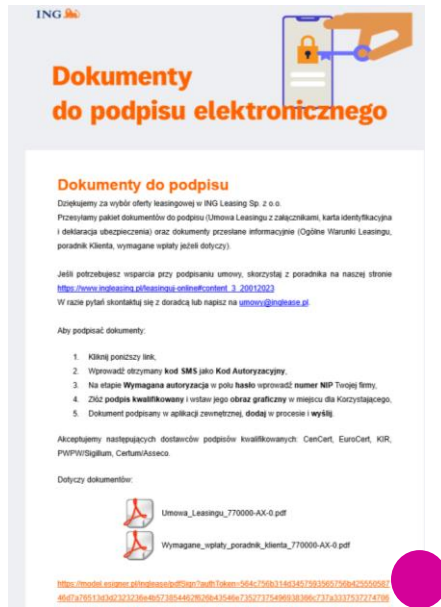 ING
Dokumenty
do podpisu elektronicznego
Dokumenty do podpisu
Dziękujemy za wybór oferty leasingowej w ING Leasing Sp. z o.o.
Przesyłamy pakiet dokumentów do podpisu (Umowa Leasingu z załącznikami, karta identyfikacyjna
i deklaracja ubezpieczenia) oraz dokumenty przesłane informacyjnie (Ogólne Warunki Leasingu,
poradnik Klienta, wymagane wpłaty jeżeli dotyczy).
Jeśli potrzebujesz wsparcia przy podpisaniu umowy, skorzystaj z poradnika na naszej stronie
https://www.ingleasing.pl/leasinguj-online#content_3_20012023
W razie pytań skontaktuj się z doradcą lub napisz na umowy@inglease.pl.
Aby podpisać dokumenty:
1. Kliknij poniższy link,
2. Wprowadź otrzymany kod SMS jako Kod Autoryzacyjny,
3. Na etapie Wymagana autoryzacja w polu hasło wprowadź numer NIP Twojej firmy,
4. Złóż podpis kwalifikowany i wstaw jego obraz graficzny w miejscu dla Korzystającego,
5. Dokument podpisany w aplikacji zewnętrznej, dodaj w procesie i wyślij.
Akceptujemy następujących dostawców podpisów kwalifikowanych: CenCert, EuroCert, KIR,
PWPW/Sigillum, Certum/Asseco.
Dotyczy dokumentów:
Umowa_Leasingu_770000-AX-0.pdf
Wymagane_wpłaty_poradnik_klienta_770000-AX-0.pdf